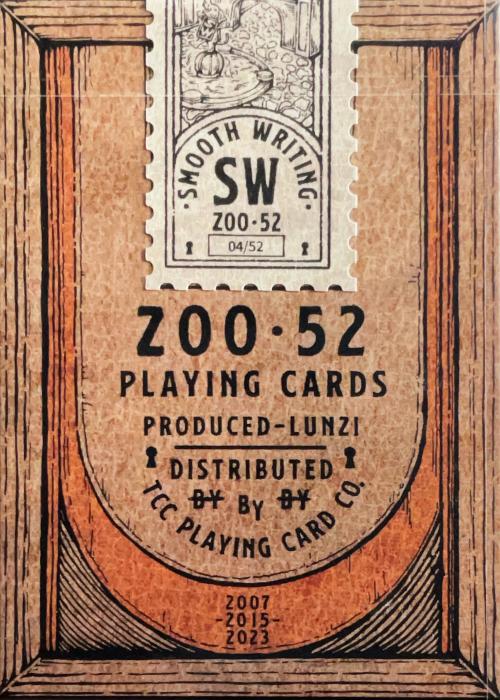 SMOOTH WRITING
SW
ZOO·52
04/52
ZOO·52
PLAYING CARDS
PRODUCED-LUNZI
DISTRIBUTED
BY By BY
TCC PLAYING CARD CO.
2007
-2015-
2023